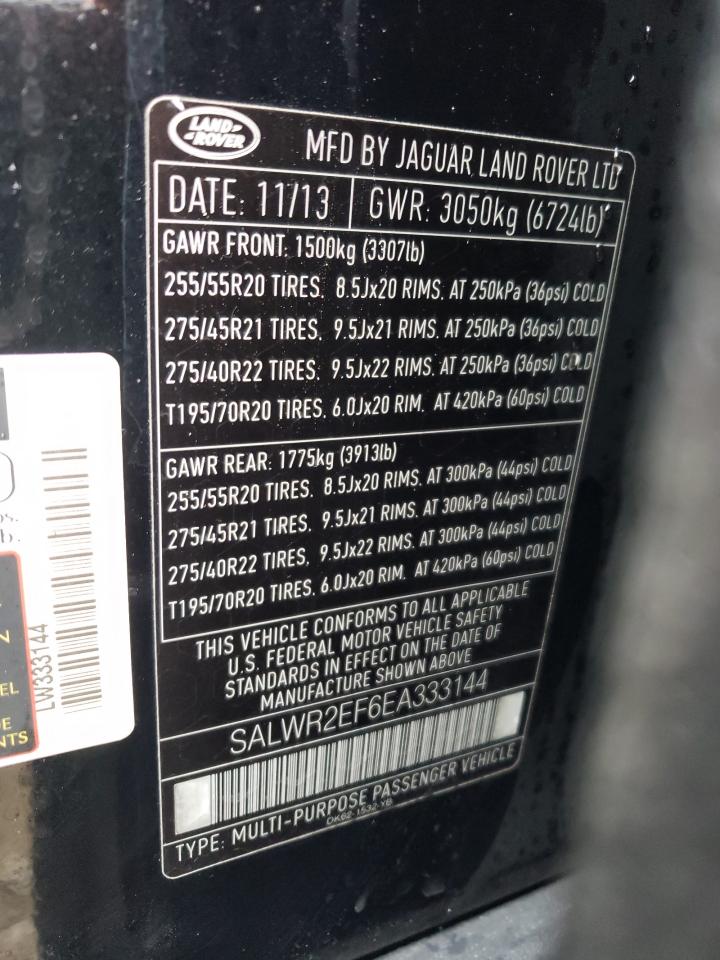 LAND-
-ROVER
MFD BY JAGUAR LAND ROVER LTD
DATE: 11/13 GWR: 3050kg (6724lb)
GAWR FRONT: 1500kg (3307lb)
255/55R20 TIRES, 8.5Jx20 RIMS, AT 250kPa (36psi) COLD
275/45R21 TIRES, 9.5Jx21 RIMS, AT 250kPa (36psi) COLD
275/40R22 TIRES, 9.5Jx22 RIMS, AT 250kPa (36psi) COLD
T195/70R20 TIRES, 6.0Jx20 RIM, AT 420kPa (60psi) COLD
GAWR REAR: 1775kg (3913lb)
255/55R20 TIRES, 8.5Jx20 RIMS, AT 300kPa (44psi) COLD
275/45R21 TIRES, 9.5Jx21 RIMS, AT 300kPa (44psi) COLD
275/40R22 TIRES, 9.5Jx22 RIMS, AT 300kPa (44psi) COLD
T195/70R20 TIRES, 6.0Jx20 RIM, AT 420kPa (60psi) COLD
THIS VEHICLE CONFORMS TO ALL APPLICABLE
U.S. FEDERAL MOTOR VEHICLE SAFETY
STANDARDS IN EFFECT ON THE DATE OF
MANUFACTURE SHOWN ABOVE
SALWR2EF6EA333144
TYPE: MULTI-PURPOSE PASSENGER VEHICLE
DK62-1532-YB
LW333144